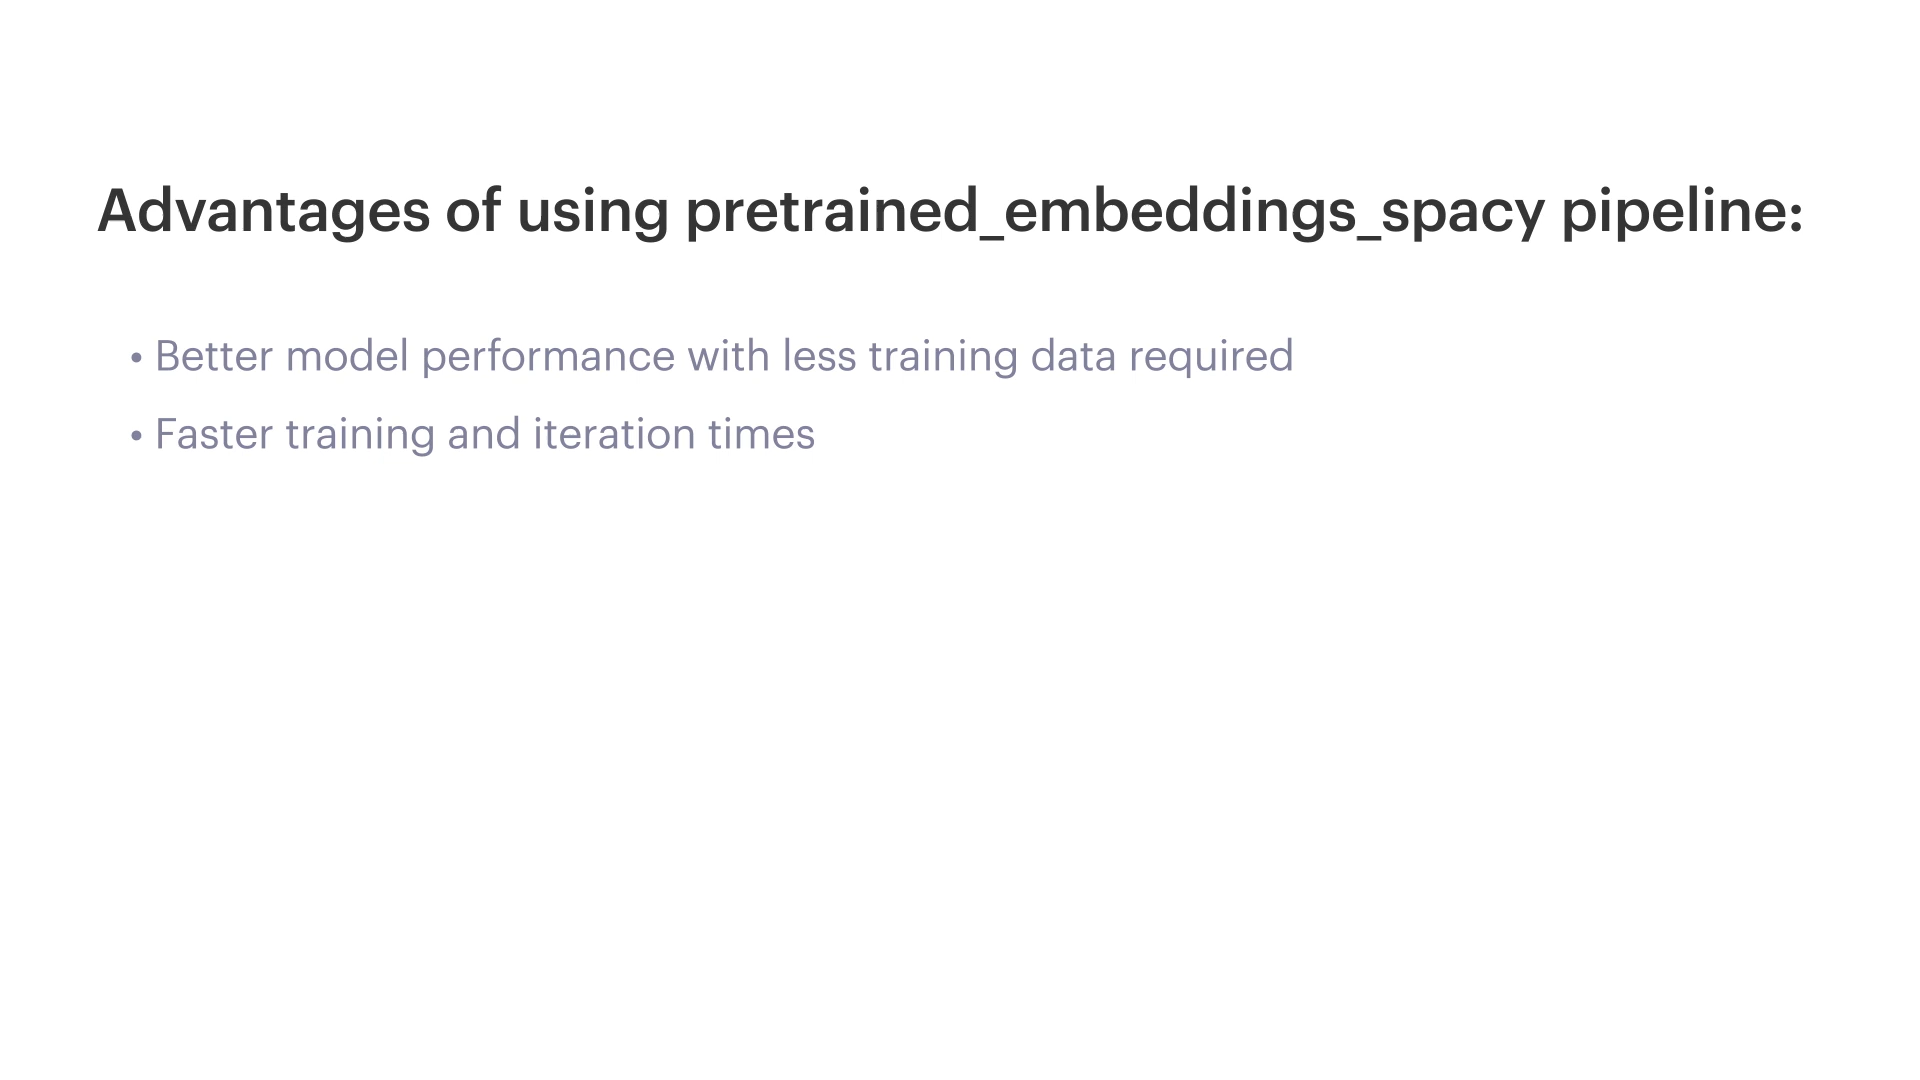 Advantages of using pretrained_embeddings_spacy pipeline:
• Better model performance with less training data required
• Faster training and iteration times